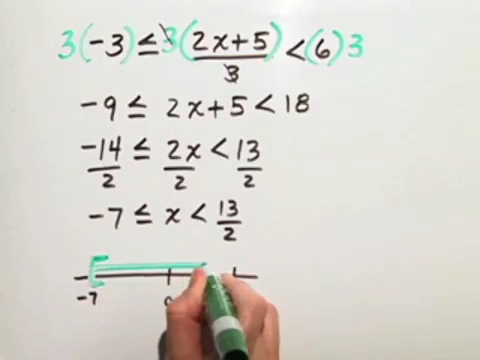 3(-3) ≤ 3(2x+5)/3 < (6)3
-9 ≤ 2x+5 < 18
-14/2 ≤ 2x/2 < 13/2
-7 ≤ x < 13/2
-7